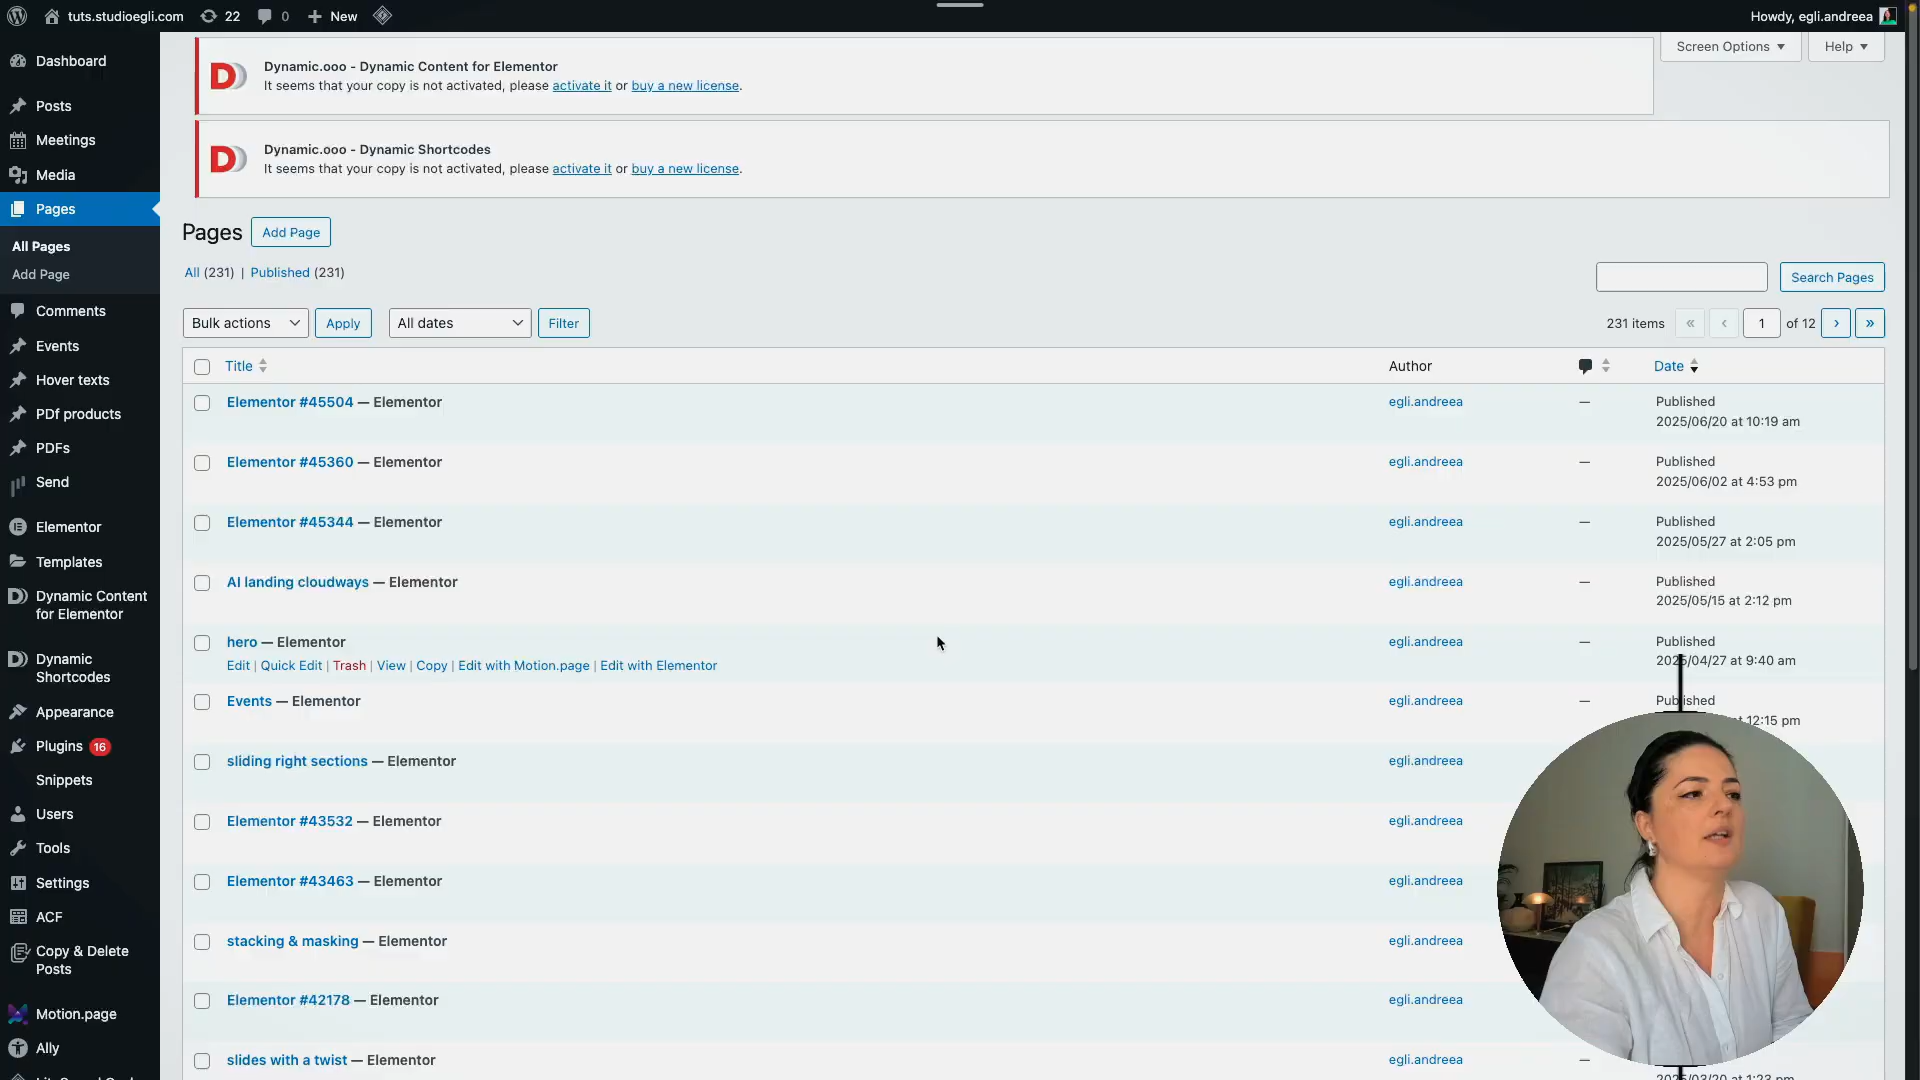 tuts.studioegli.com 22 0 New
Howdy, egli.andreea
Dashboard
Posts
Meetings
Media
Pages
All Pages
Add Page
Comments
Events
Hover texts
PDf products
PDFs
Send
Elementor
Templates
Dynamic Content
for Elementor
Dynamic
Shortcodes
Appearance
Plugins 16
Snippets
Users
Tools
Settings
ACF
Copy & Delete
Posts
Motion.page
Ally
Screen Options
Help
Dynamic.ooo - Dynamic Content for Elementor
It seems that your copy is not activated, please activate it or buy a new license.
Dynamic.ooo - Dynamic Shortcodes
It seems that your copy is not activated, please activate it or buy a new license.
Pages Add Page
All (231) | Published (231)
Search Pages
Bulk actions Apply All dates Filter
231 items « ‹ 1 of 12 › »
Title Author Date
Elementor #45504 — Elementor egli.andreea — Published
2025/06/20 at 10:19 am
Elementor #45360 — Elementor egli.andreea — Published
2025/06/02 at 4:53 pm
Elementor #45344 — Elementor egli.andreea — Published
2025/05/27 at 2:05 pm
AI landing cloudways — Elementor egli.andreea — Published
2025/05/15 at 2:12 pm
hero — Elementor egli.andreea — Published
Edit | Quick Edit | Trash | View | Copy | Edit with Motion.page | Edit with Elementor 2025/04/27 at 9:40 am
Events — Elementor egli.andreea — Published
12:15 pm
sliding right sections — Elementor egli.andreea
Elementor #43532 — Elementor egli.andreea
Elementor #43463 — Elementor egli.andreea
stacking & masking — Elementor egli.andreea
Elementor #42178 — Elementor egli.andreea
slides with a twist — Elementor egli.andreea —